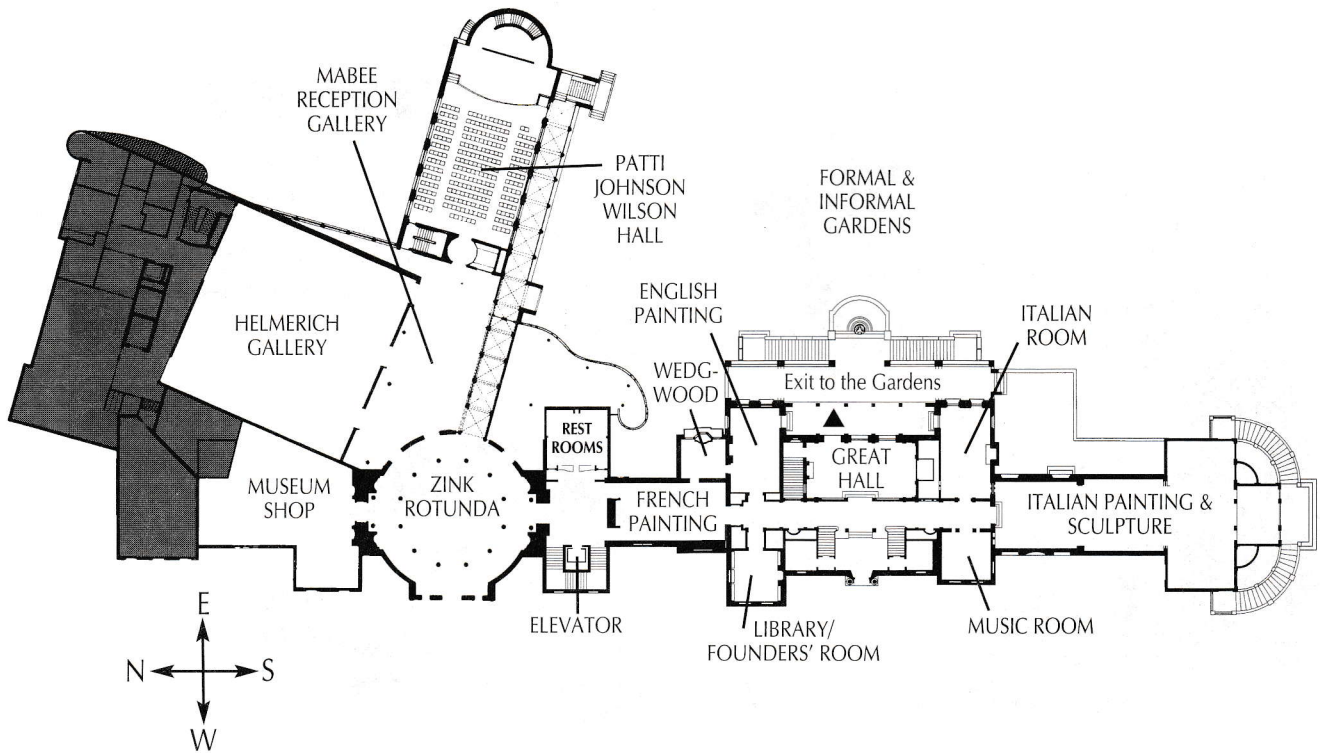 MABEE
RECEPTION
GALLERY
PATTI
JOHNSON
WILSON
HALL
FORMAL &
INFORMAL
GARDENS
HELMERICH
GALLERY
ENGLISH
PAINTING
WEDG-
WOOD
ITALIAN
ROOM
Exit to the Gardens
REST
ROOMS
GREAT
HALL
MUSEUM
SHOP
ZINK
ROTUNDA
FRENCH
PAINTING
ITALIAN PAINTING &
SCULPTURE
ELEVATOR
LIBRARY/
FOUNDERS' ROOM
MUSIC ROOM
E
N
S
W